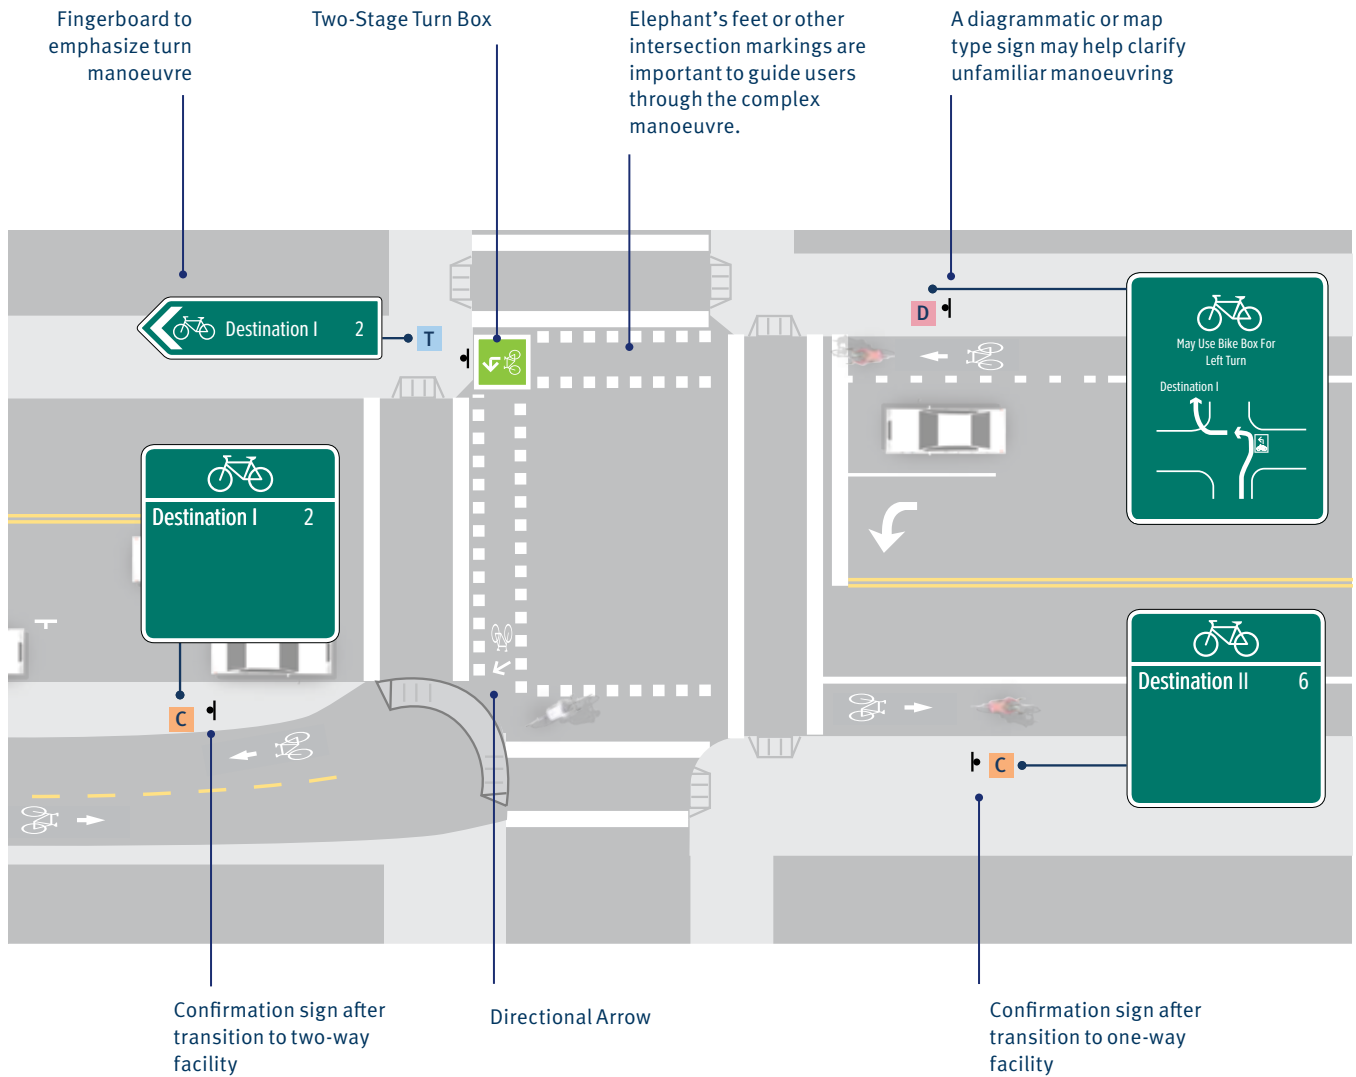 Fingerboard to
emphasize turn
manoeuvre
Two-Stage Turn Box
Elephant's feet or other
intersection markings are
important to guide users
through the complex
manoeuvre.
A diagrammatic or map
type sign may help clarify
unfamiliar manoeuvring
Destination I 2
T
D
May Use Bike Box For
Left Turn
Destination I
Destination I 2
C
Destination II 6
C
Confirmation sign after
transition to two-way
facility
Directional Arrow
Confirmation sign after
transition to one-way
facility